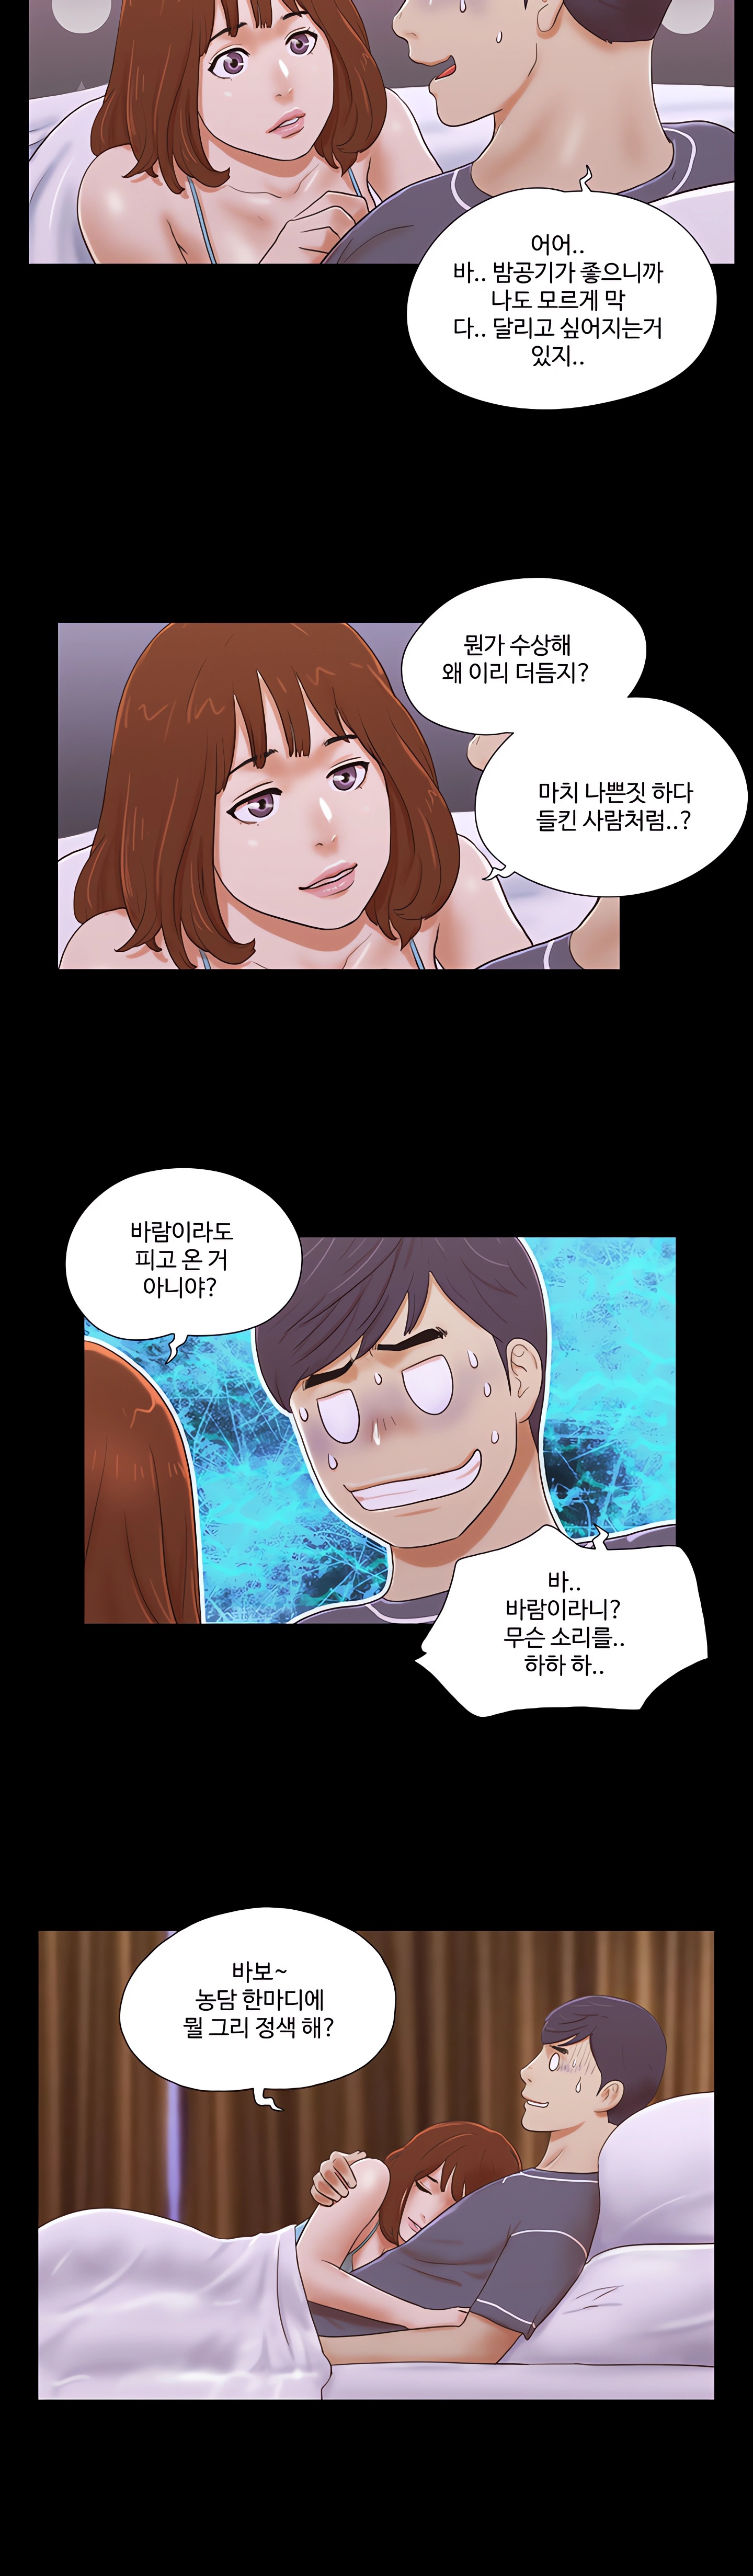 어어..
바.. 밤공기가 좋으니까
나도 모르게 막
다.. 달리고 싶어지는거
있지..
뭔가 수상해
왜 이리 더듬지?
마치 나쁜짓 하다
들킨 사람처럼..?
바람이라도
피고 온 거
아니야?
바..
바람이라니?
무슨 소리를..
하하 하..
바보~
농담 한마디에
뭘 그리 정색 해?